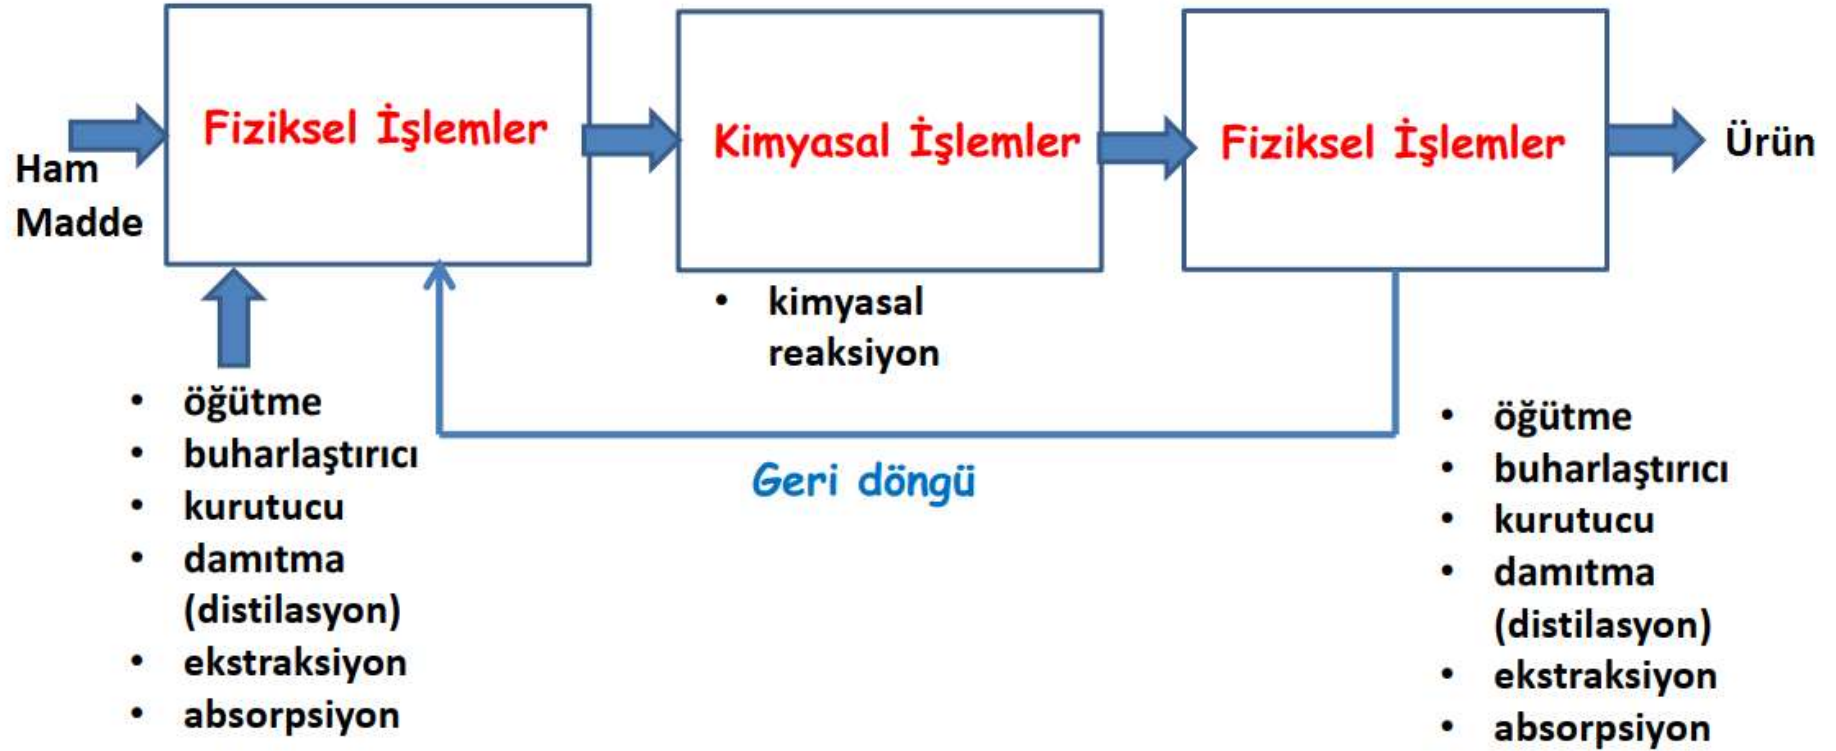 Ham
Madde
Fiziksel İşlemler
Kimyasal İşlemler
Fiziksel İşlemler
Ürün
• öğütme
• buharlaştırıcı
• kurutucu
• damıtma
(distilasyon)
• ekstraksiyon
• absorpsiyon
• kimyasal
reaksiyon
Geri döngü
• öğütme
• buharlaştırıcı
• kurutucu
• damıtma
(distilasyon)
• ekstraksiyon
• absorpsiyon